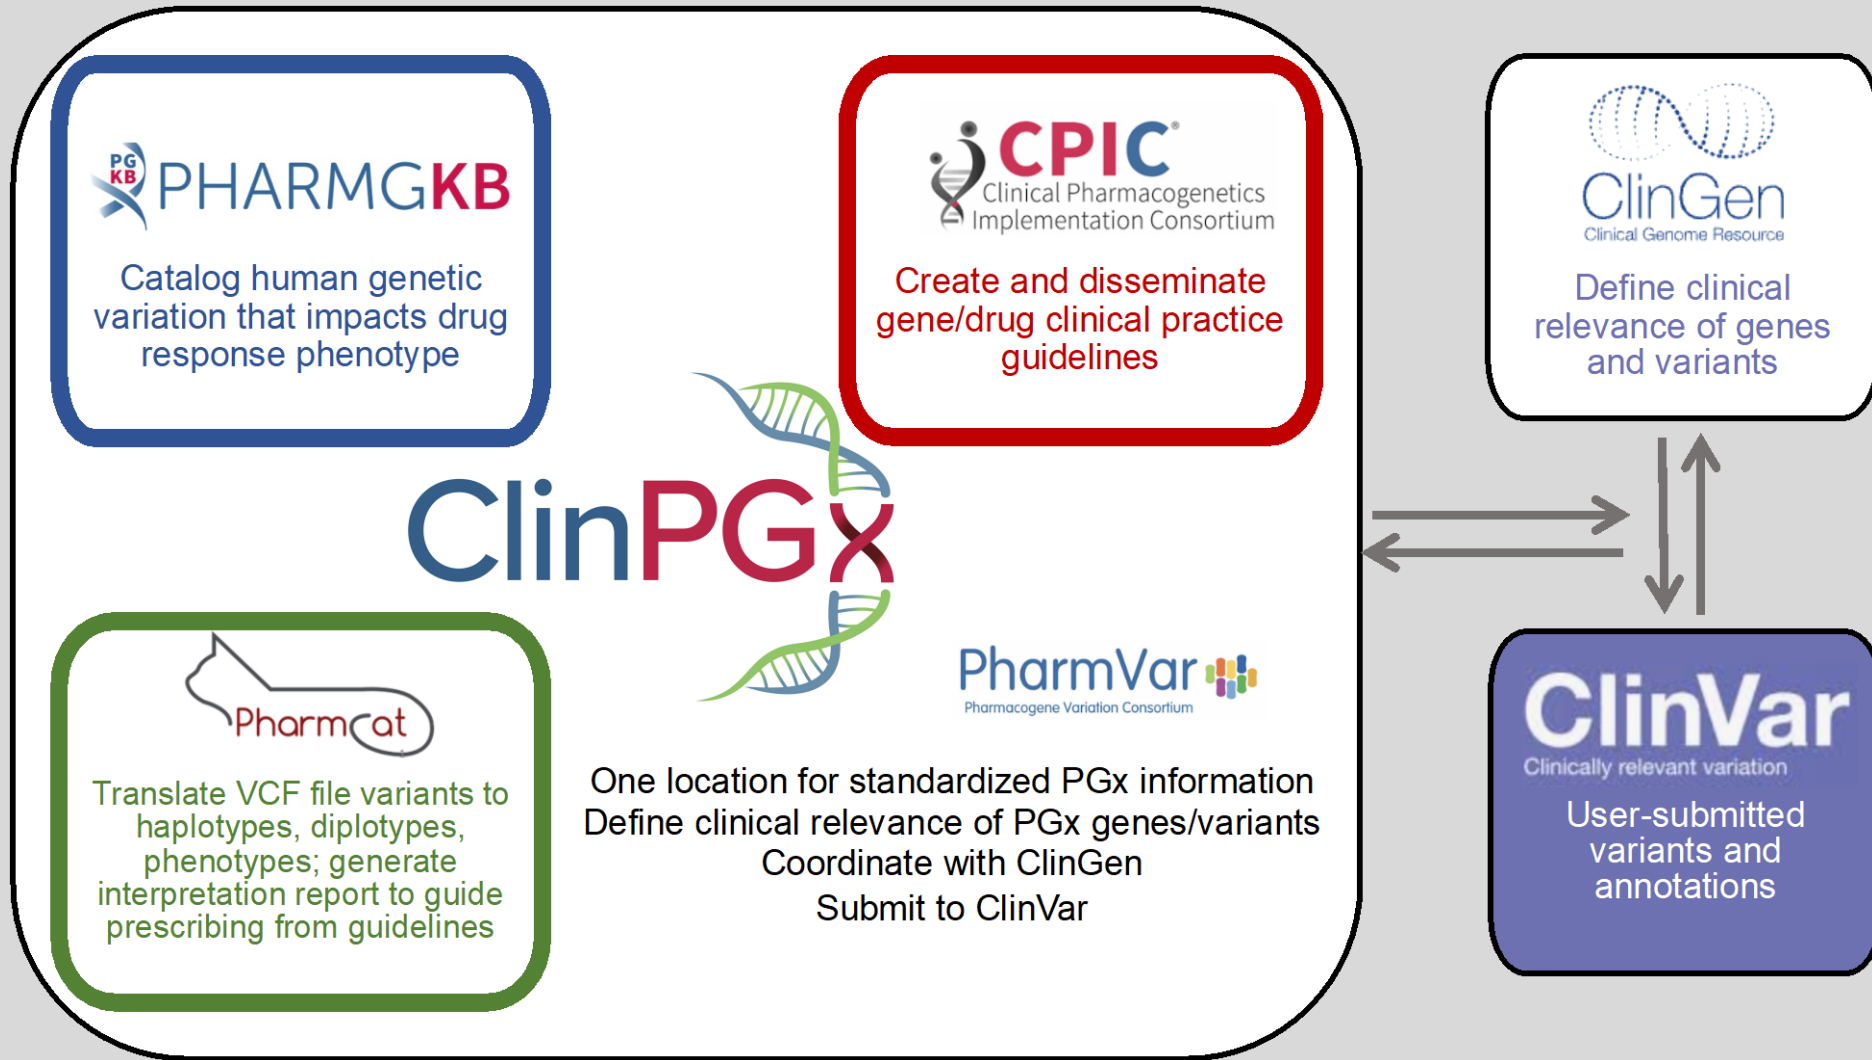 PG
KB
PHARMGKB
Catalog human genetic
variation that impacts drug
response phenotype
CPIC®
Clinical Pharmacogenetics
Implementation Consortium
Create and disseminate
gene/drug clinical practice
guidelines
ClinGen
Clinical Genome Resource
Define clinical
relevance of genes
and variants
ClinPGx
PharmCat
Translate VCF file variants to
haplotypes, diplotypes,
phenotypes; generate
interpretation report to guide
prescribing from guidelines
PharmVar
Pharmacogene Variation Consortium
One location for standardized PGx information
Define clinical relevance of PGx genes/variants
Coordinate with ClinGen
Submit to ClinVar
ClinVar
Clinically relevant variation
User-submitted
variants and
annotations